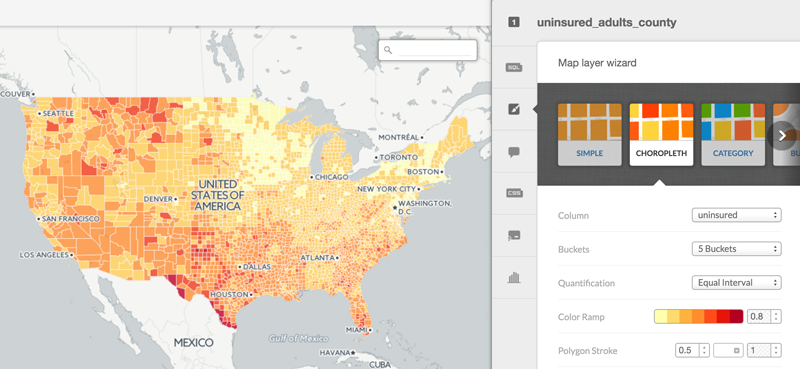 1
uninsured_adults_county
SQL
Map layer wizard
SIMPLE
CHOROPLETH
CATEGORY
BU
CSS
Column
uninsured
Buckets
5 Buckets
Quantification
Equal Interval
Color Ramp
0.8
Polygon Stroke
0.5
1
COUVER
SEATTLE
MONTRÉAL
TORONTO
BOSTON
CHICAGO
NEW YORK CITY
UNITED
STATES OF
AMERICA
DENVER
WASHINGTON,
D.C.
SAN FRANCISCO
LOS ANGELES
ATLANTA
DALLAS
HOUSTON
MIAMI
Gulf of Mexico
MEXICO
HAVANA
CUBA